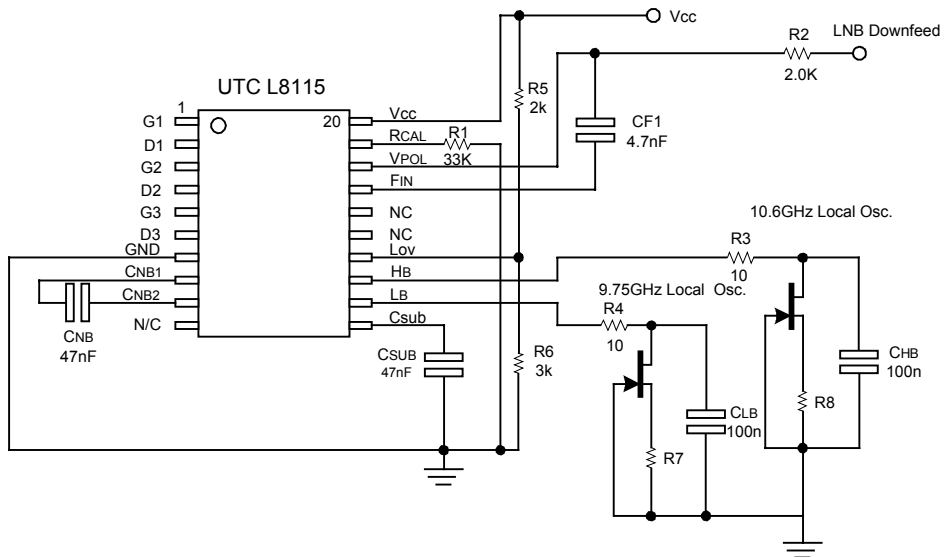 Vcc
LNB Downfeed
R2
2.0K
UTC L8115
R5
2k
CF1
4.7nF
1
20
G1
D1
G2
D2
G3
D3
GND
CNB1
CNB2
N/C
Vcc
RCAL
VPOL
FIN
NC
NC
Lov
HB
LB
Csub
R1
33K
CNB
47nF
CSUB
47nF
R6
3k
10.6GHz Local Osc.
R3
10
9.75GHz Local Osc.
R4
10
R7
CLB
100n
R8
CHB
100n